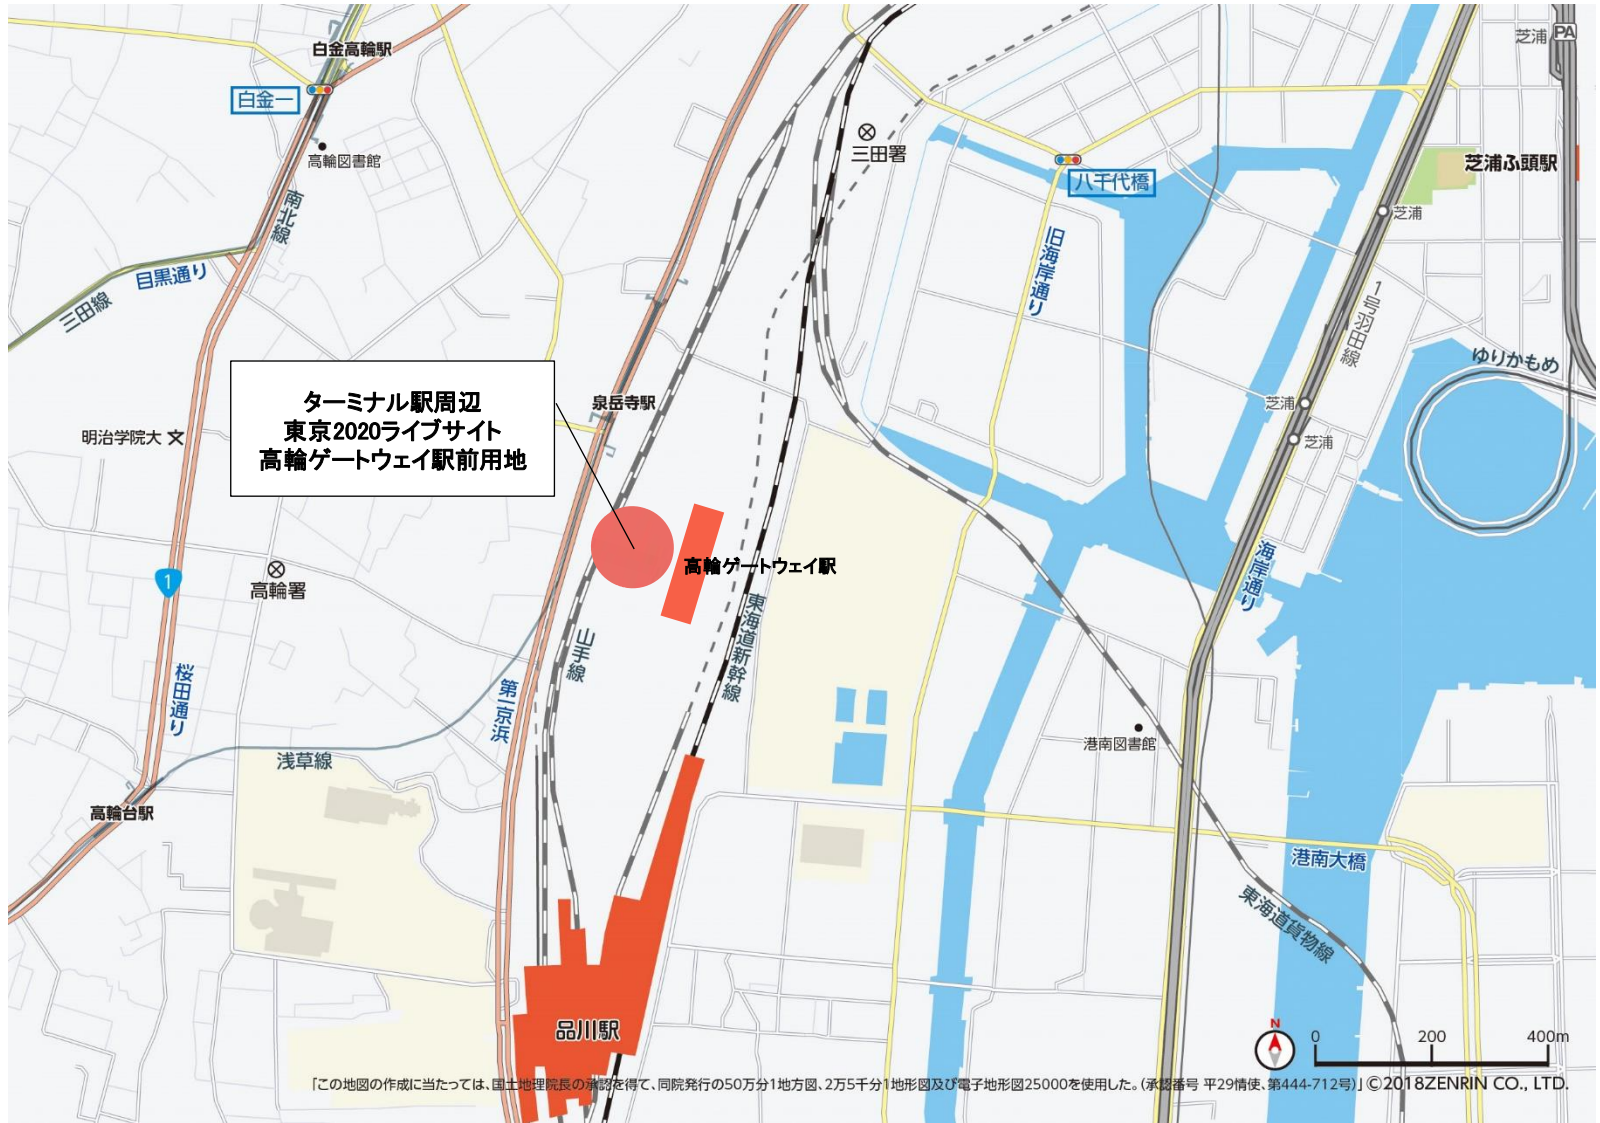 白金高輪駅
白金一
高輪図書館
南北線
目黒通り
三田線
三田署
八千代橋
旧海岸通り
芝浦
PA
芝浦ふ頭駅
芝浦
1号羽田線
ゆりかもめ
芝浦
芝浦
ターミナル駅周辺
東京2020ライブサイト
高輪ゲートウェイ駅前用地
泉岳寺駅
明治学院大
高輪ゲートウェイ駅
高輪署
1
山手線
東海道新幹線
海岸通り
桜田通り
第一京浜
浅草線
高輪台駅
港南図書館
港南大橋
東海道貨物線
品川駅
N
0 200 400m
「この地図の作成に当たっては、国土地理院長の承認を得て、同院発行の50万分1地方図、2万5千分1地形図及び電子地形図25000を使用した。(承認番号 平29情使、第444-712号)」©2018ZENRIN CO., LTD.